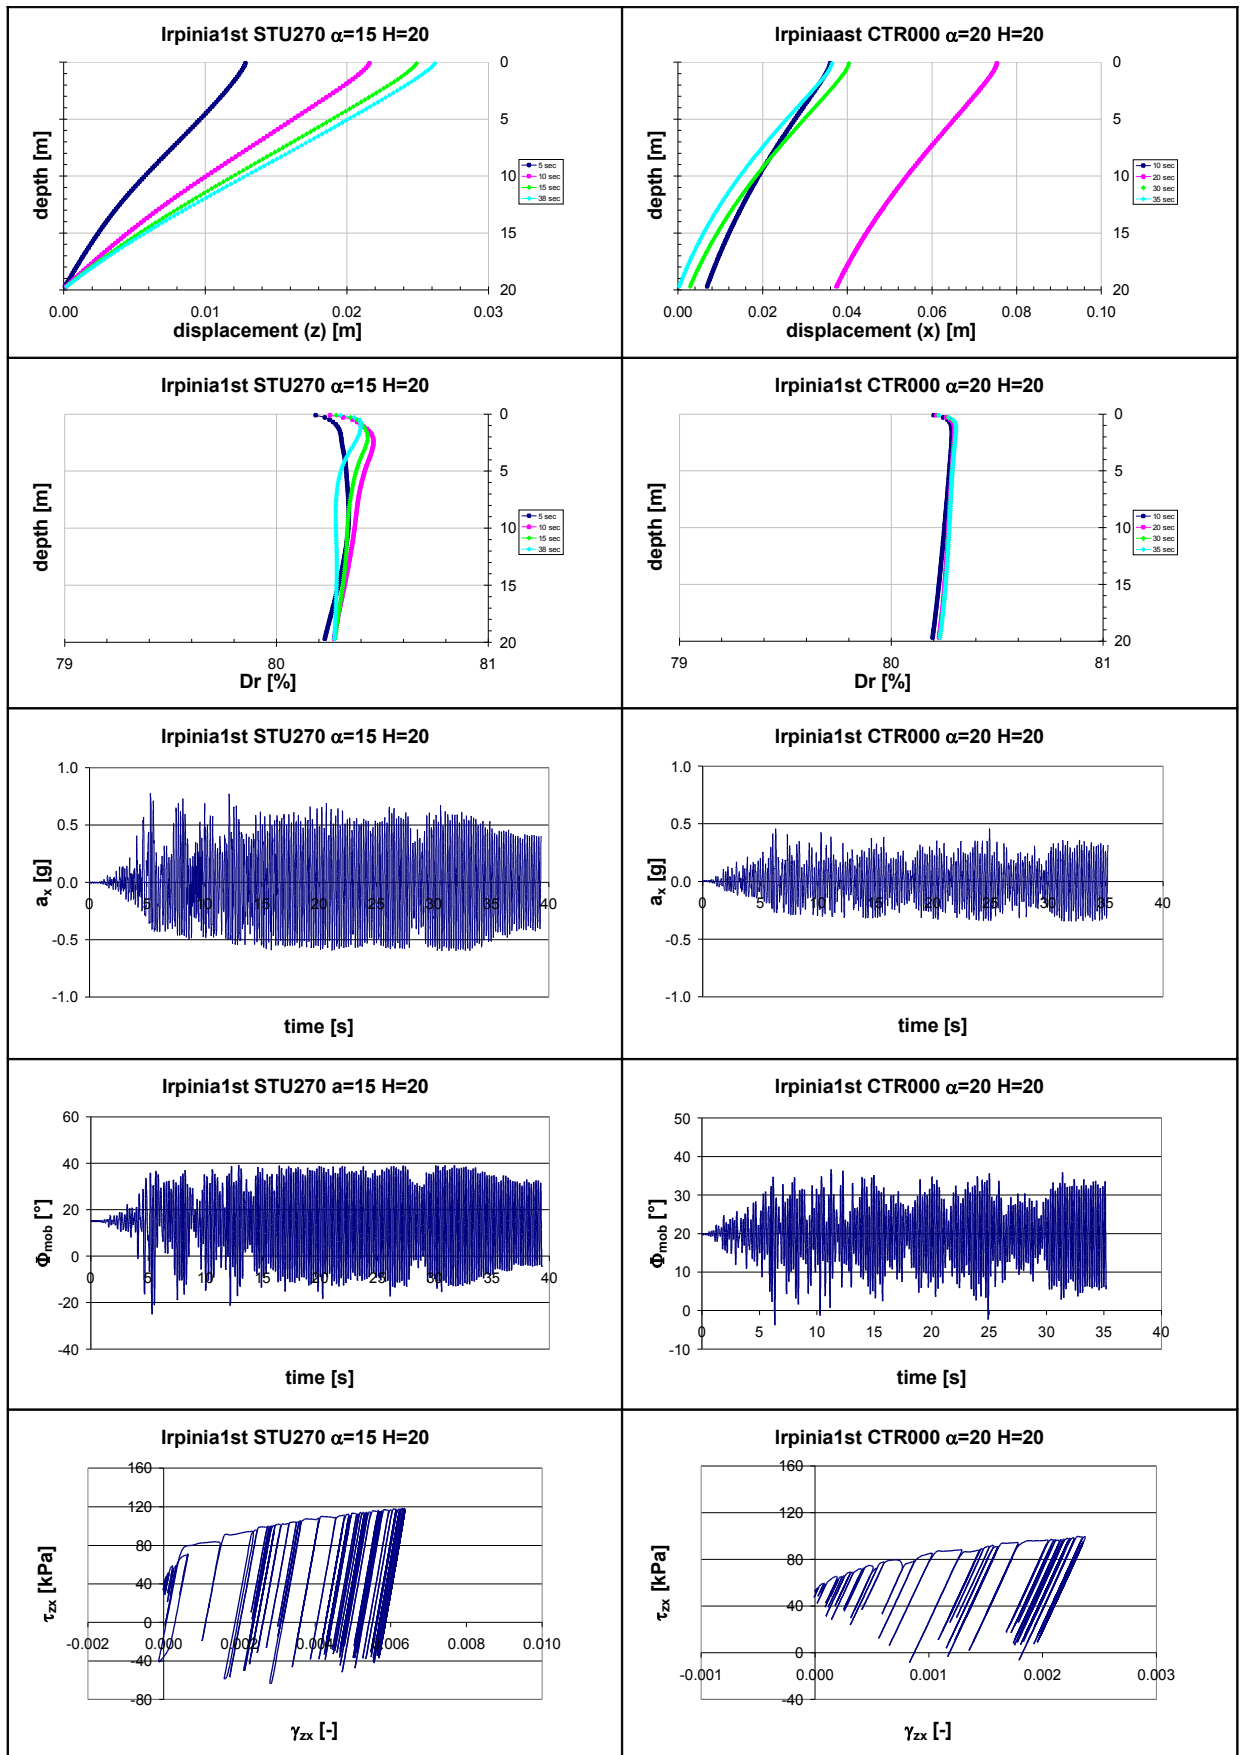 Irpinia1st STU270 α=15 H=20
0
5
10
15
20
depth [m]
5 sec
10 sec
15 sec
38 sec
0.00 0.01 0.02 0.03
displacement (z) [m]
Irpiniaast CTR000 α=20 H=20
0
5
10
15
20
depth [m]
10 sec
20 sec
30 sec
35 sec
0.00 0.02 0.04 0.06 0.08 0.10
displacement (x) [m]
Irpinia1st STU270 α=15 H=20
0
5
10
15
20
depth [m]
5 sec
10 sec
15 sec
38 sec
79 80 81
Dr [%]
Irpinia1st CTR000 α=20 H=20
0
5
10
15
20
depth [m]
10 sec
20 sec
30 sec
35 sec
79 80 81
Dr [%]
Irpinia1st STU270 α=15 H=20
1.0
0.5
0.0
-0.5
-1.0
aₓ [g]
0 5 10 15 20 25 30 35 40
time [s]
Irpinia1st CTR000 α=20 H=20
1.0
0.5
0.0
-0.5
-1.0
aₓ [g]
0 5 10 15 20 25 30 35 40
time [s]
Irpinia1st STU270 a=15 H=20
60
40
20
0
-20
-40
Φmob [°]
0 5 10 15 20 25 30 35 40
time [s]
Irpinia1st CTR000 α=20 H=20
50
40
30
20
10
0
-10
Φmob [°]
0 5 10 15 20 25 30 35 40
time [s]
Irpinia1st STU270 α=15 H=20
160
120
80
40
0
-40
-80
τzx [kPa]
-0.002 0.000 0.002 0.004 0.006 0.008 0.010
γzx [-]
Irpinia1st CTR000 α=20 H=20
160
120
80
40
0
-40
τzx [kPa]
-0.001 0.000 0.001 0.002 0.003
γzx [-]